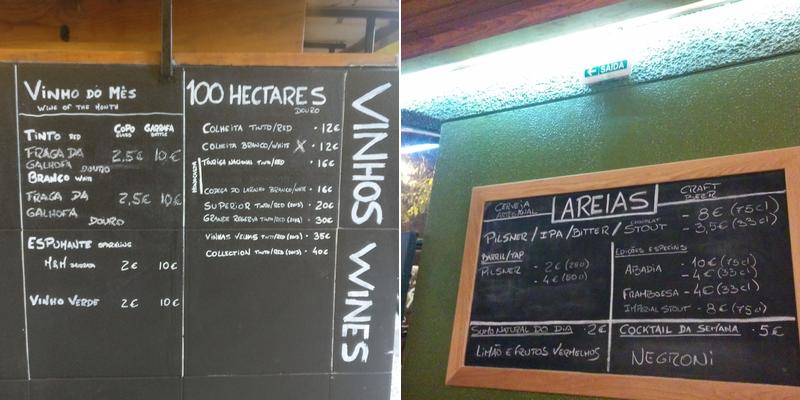 VINHO DO MÊS
WINE OF THE MONTH
TINTO RED COPO GLASS GARRAFA BOTTLE
FRAGA DA GALHOFA DOURO 2,5€ 10€
BRANCO WHITE
FRAGA DA GALHOFA DOURO 2,5€ 10€
ESPUMANTE SPARKLING
M&M 2€ 10€
VINHO VERDE 2€ 10€
100 HECTARES
DOURO
COLHEITA TINTO/RED · 12€
COLHEITA BRANCO/WHITE X · 12€
TOURIGA NACIONAL TINTO/RED · 16€
CODEGA DO LARINHO BRANCO/WHITE · 16€
SUPERIOR TINTO/RED · 20€
GRANDE RESERVA TINTO/RED · 30€
VINHAS VELHAS TINTO/RED · 35€
COLLECTION TINTO/RED · 40€
VINHOS WINES
SAÍDA
CERVEJA ARTESANAL
AREIAS
CRAFT BEER
PILSNER / IPA / BITTER / CHOCOLAT STOUT - 8€ (75cl)
- 3,5€ (33cl)
BARRIL/TAP
PILSNER - 2€
- 4€
EDIÇÕES ESPECIAIS
ABADIA - 10€ (75cl)
- 4€ (33cl)
FRAMBOESA - 4€ (33cl)
IMPERIAL STOUT - 8€ (75cl)
SUMO NATURAL DO DIA · 2€
LIMÃO E FRUTOS VERMELHOS
COCKTAIL DA SEMANA · 5€
NEGRONI